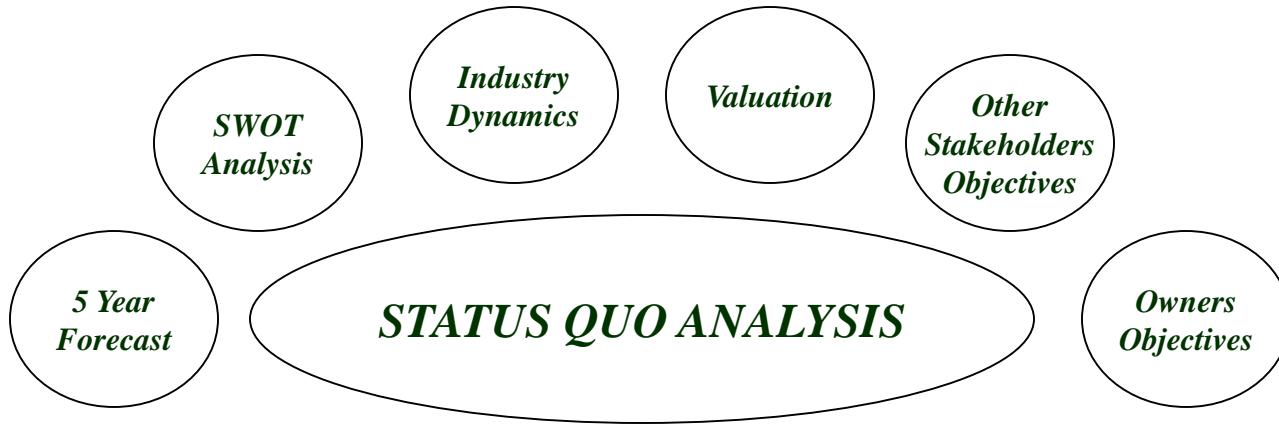 Industry
Dynamics
Valuation
SWOT
Analysis
Other
Stakeholders
Objectives
5 Year
Forecast
STATUS QUO ANALYSIS
Owners
Objectives